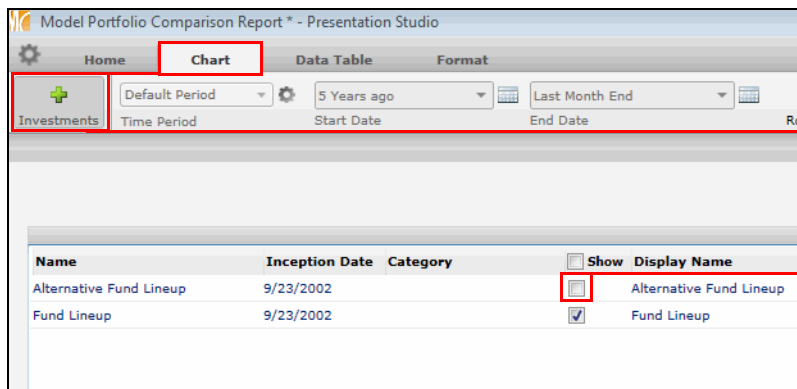 Model Portfolio Comparison Report * - Presentation Studio
Home Chart Data Table Format
Default Period 5 Years ago Last Month End
Investments Time Period Start Date End Date
Name Inception Date Category Show Display Name
Alternative Fund Lineup 9/23/2002 Alternative Fund Lineup
Fund Lineup 9/23/2002 Fund Lineup